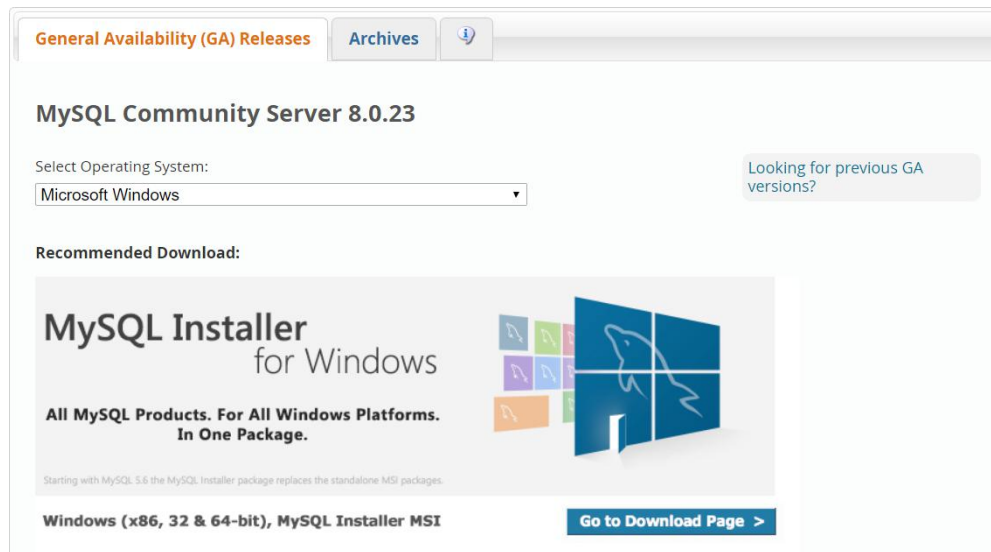 General Availability (GA) Releases
Archives
MySQL Community Server 8.0.23
Select Operating System:
Microsoft Windows
Looking for previous GA
versions?
Recommended Download:
MySQL Installer
for Windows
All MySQL Products. For All Windows Platforms.
In One Package.
Starting with MySQL 5.6 the MySQL Installer package replaces the standalone MSI packages.
Windows (x86, 32 & 64-bit), MySQL Installer MSI
Go to Download Page >